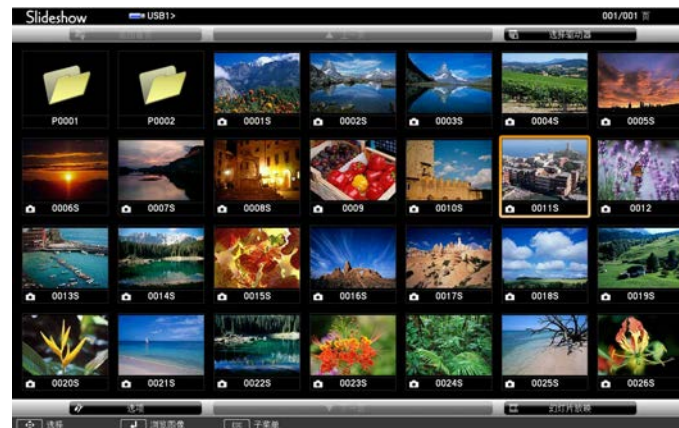 Slideshow USB1> 001/001 页
选择驱动器
P0001 P0002 0001S 0002S 0003S 0004S 0005S
0006S 0007S 0008S 0009 0010S 0011S 0012
0013S 0014S 0015S 0016S 0017S 0018S 0019S
0020S 0021S 0022S 0023S 0024S 0025S 0026S
选项 幻灯片放映
选择 浏览图像 ESC 子菜单